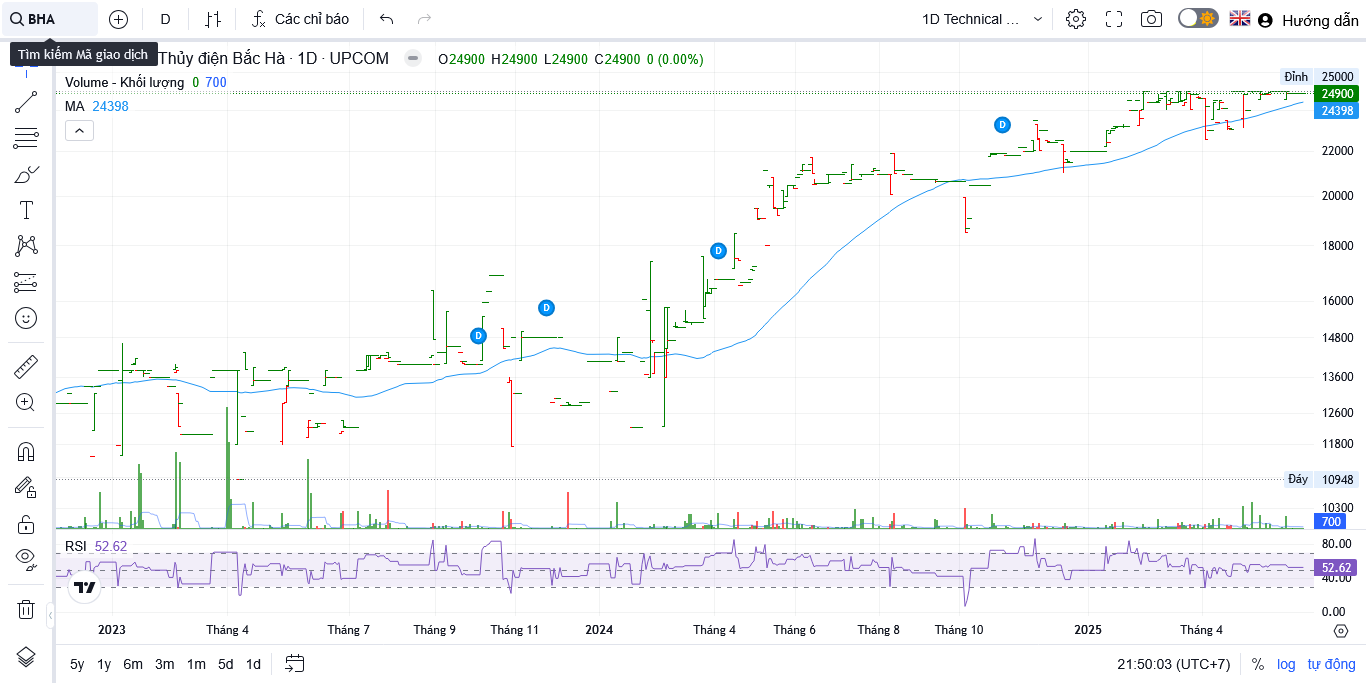 BHA D Các chỉ báo 1D Technical ... Hướng dẫn
Tìm kiếm Mã giao dịch Thủy điện Bắc Hà · 1D · UPCOM O24900 H24900 L24900 C24900 0 (0.00%)
Volume - Khối lượng 0 700
MA 24398
Đỉnh 25000
24900
24398
22000
20000
18000
16000
14800
13600
12600
11800
Đáy 10948
10300
700
D
D
D
D
RSI 52.62
80.00
52.62
40.00
0.00
2023 Tháng 4 Tháng 7 Tháng 9 Tháng 11 2024 Tháng 4 Tháng 6 Tháng 8 Tháng 10 2025 Tháng 4
5y 1y 6m 3m 1m 5d 1d 21:50:03 (UTC+7) % log tự động